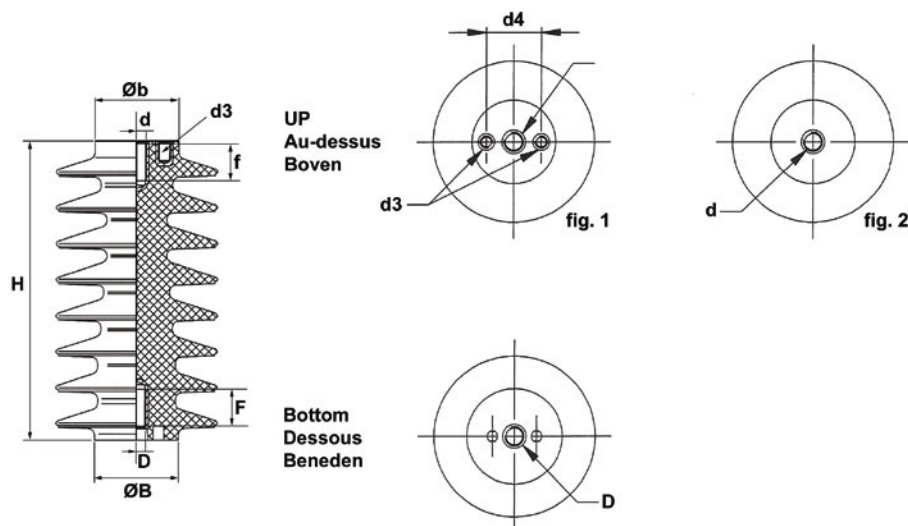 d4
Øb
d
d3
f
UP
Au-dessus
Boven
d3
fig. 1
d
fig. 2
H
F
D
ØB
Bottom
Dessous
Beneden
D